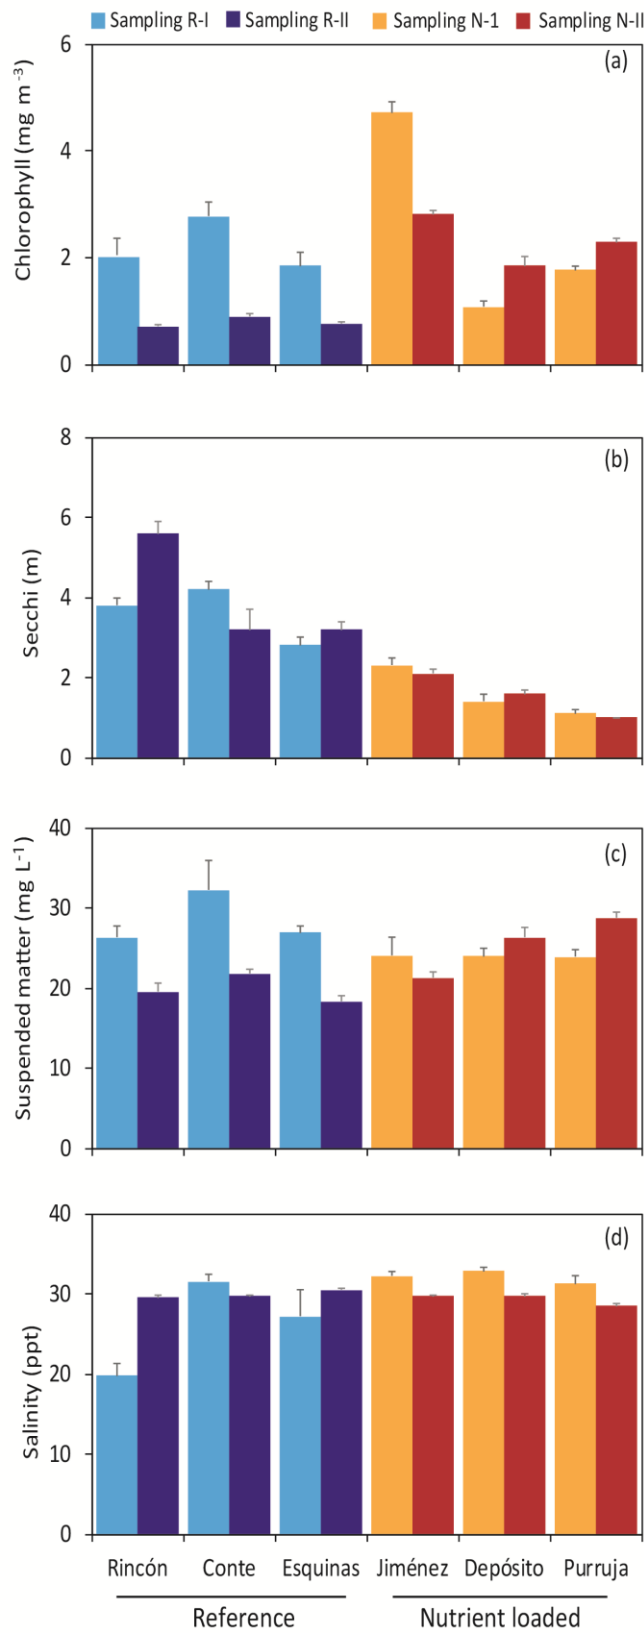 Sampling R-I Sampling R-II Sampling N-1 Sampling N-II
(a)
Chlorophyll (mg m⁻³)
6
4
2
0
(b)
Secchi (m)
8
6
4
2
0
(c)
Suspended matter (mg L⁻¹)
40
30
20
10
0
(d)
Salinity (ppt)
40
30
20
10
0
Rincón Conte Esquinas Jiménez Depósito Purruja
Reference Nutrient loaded